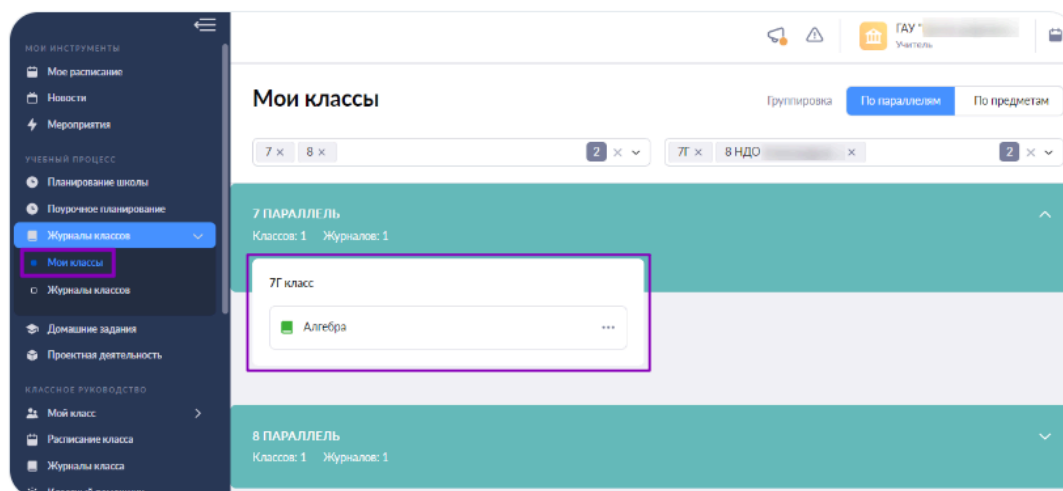 МОИ ИНСТРУМЕНТЫ
Мое расписание
Новости
Мероприятия
УЧЕБНЫЙ ПРОЦЕСС
Планирование школы
Поурочное планирование
Журналы классов
Мои классы
Журналы классов
Домашние задания
Проектная деятельность
КЛАССНОЕ РУКОВОДСТВО
Мой класс
Расписание класса
Журналы класса
ГАУ "
Учитель
Мои классы
Группировка По параллелям По предметам
7 × 8 × 2 ×
7Г × 8 НДО × 2 ×
7 ПАРАЛЛЕЛЬ
Классов: 1 Журналов: 1
7Г класс
Алгебра
8 ПАРАЛЛЕЛЬ
Классов: 1 Журналов: 1